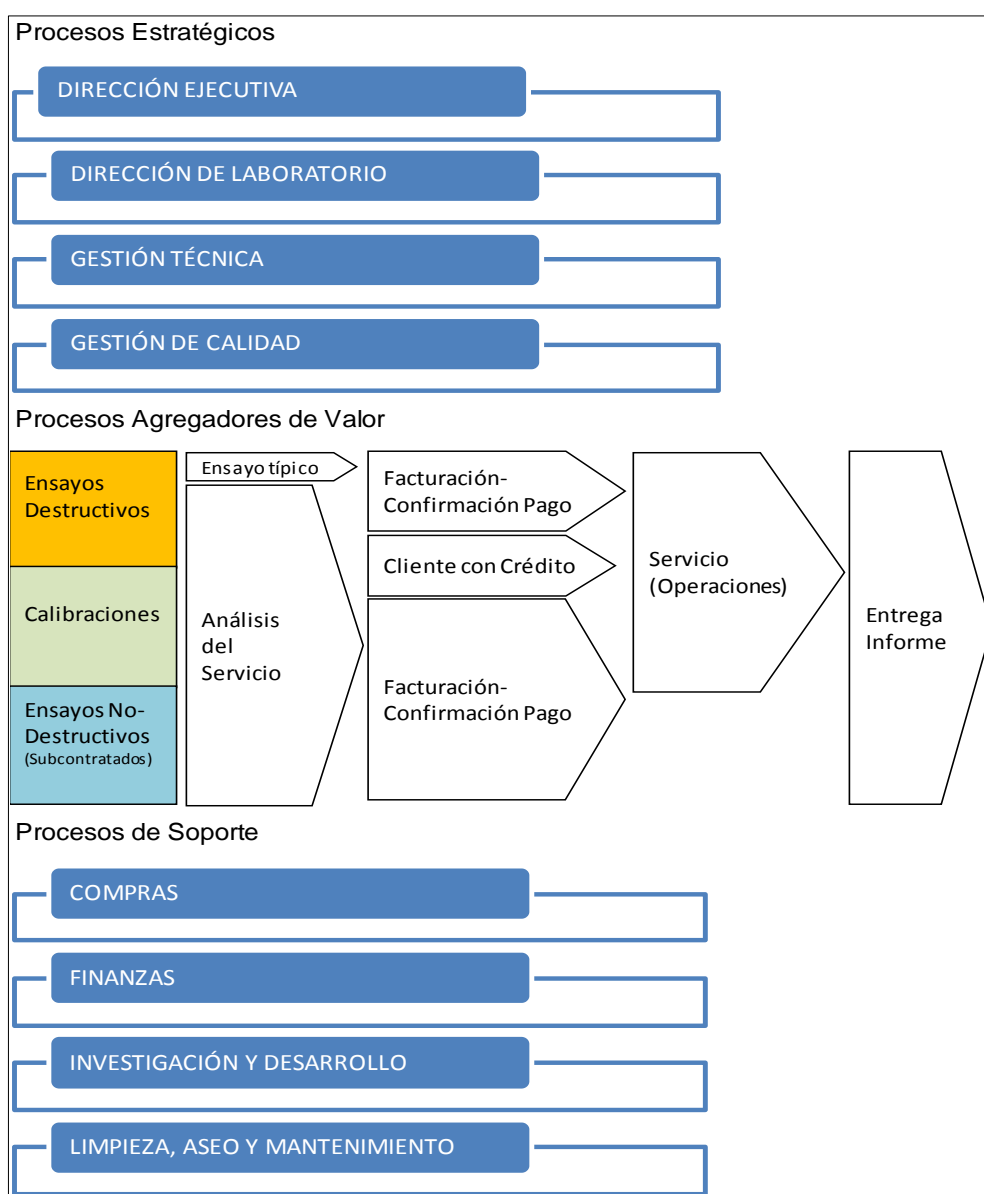 Procesos Estratégicos
DIRECCIÓN EJECUTIVA
DIRECCIÓN DE LABORATORIO
GESTIÓN TÉCNICA
GESTIÓN DE CALIDAD
Procesos Agregadores de Valor
Ensayos
Destructivos
Calibraciones
Ensayos No-
Destructivos
(Subcontratados)
Ensayo típico
Análisis
del
Servicio
Facturación-
Confirmación Pago
Cliente con Crédito
Facturación-
Confirmación Pago
Servicio
(Operaciones)
Entrega
Informe
Procesos de Soporte
COMPRAS
FINANZAS
INVESTIGACIÓN Y DESARROLLO
LIMPIEZA, ASEO Y MANTENIMIENTO